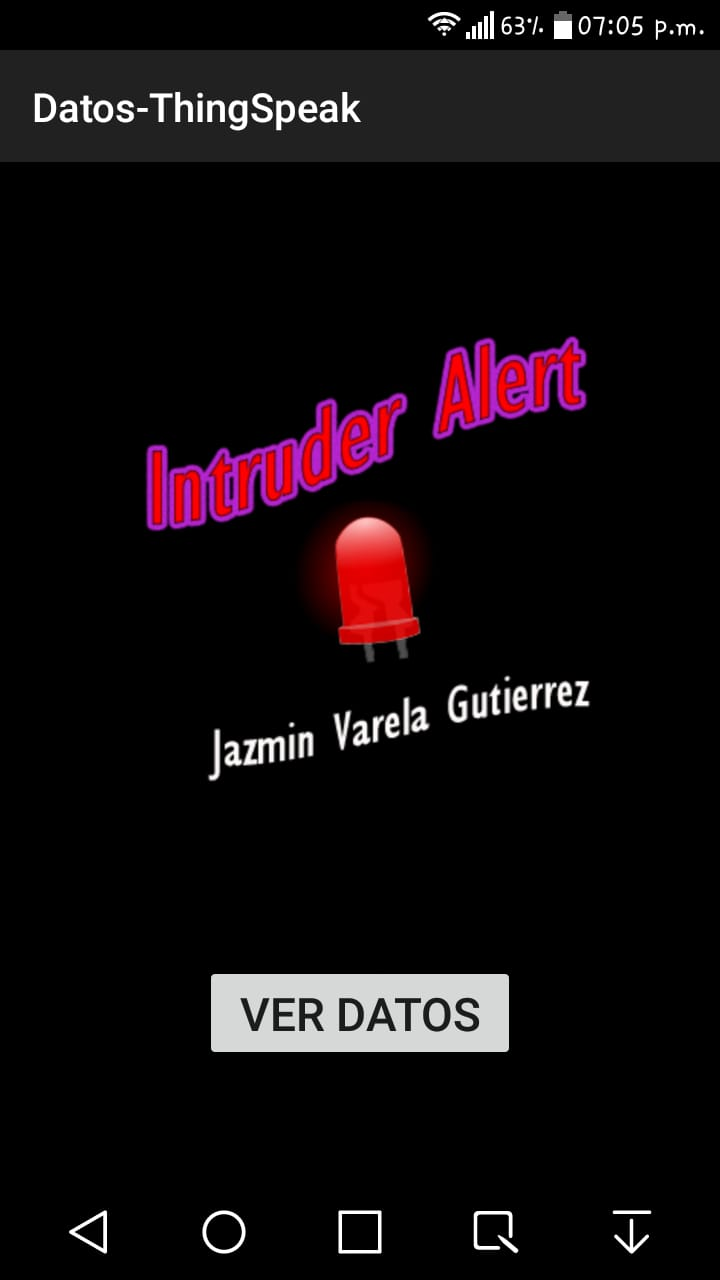 63% 07:05 p.m.
Datos-ThingSpeak
Intruder Alert
Jazmin Varela Gutierrez
VER DATOS